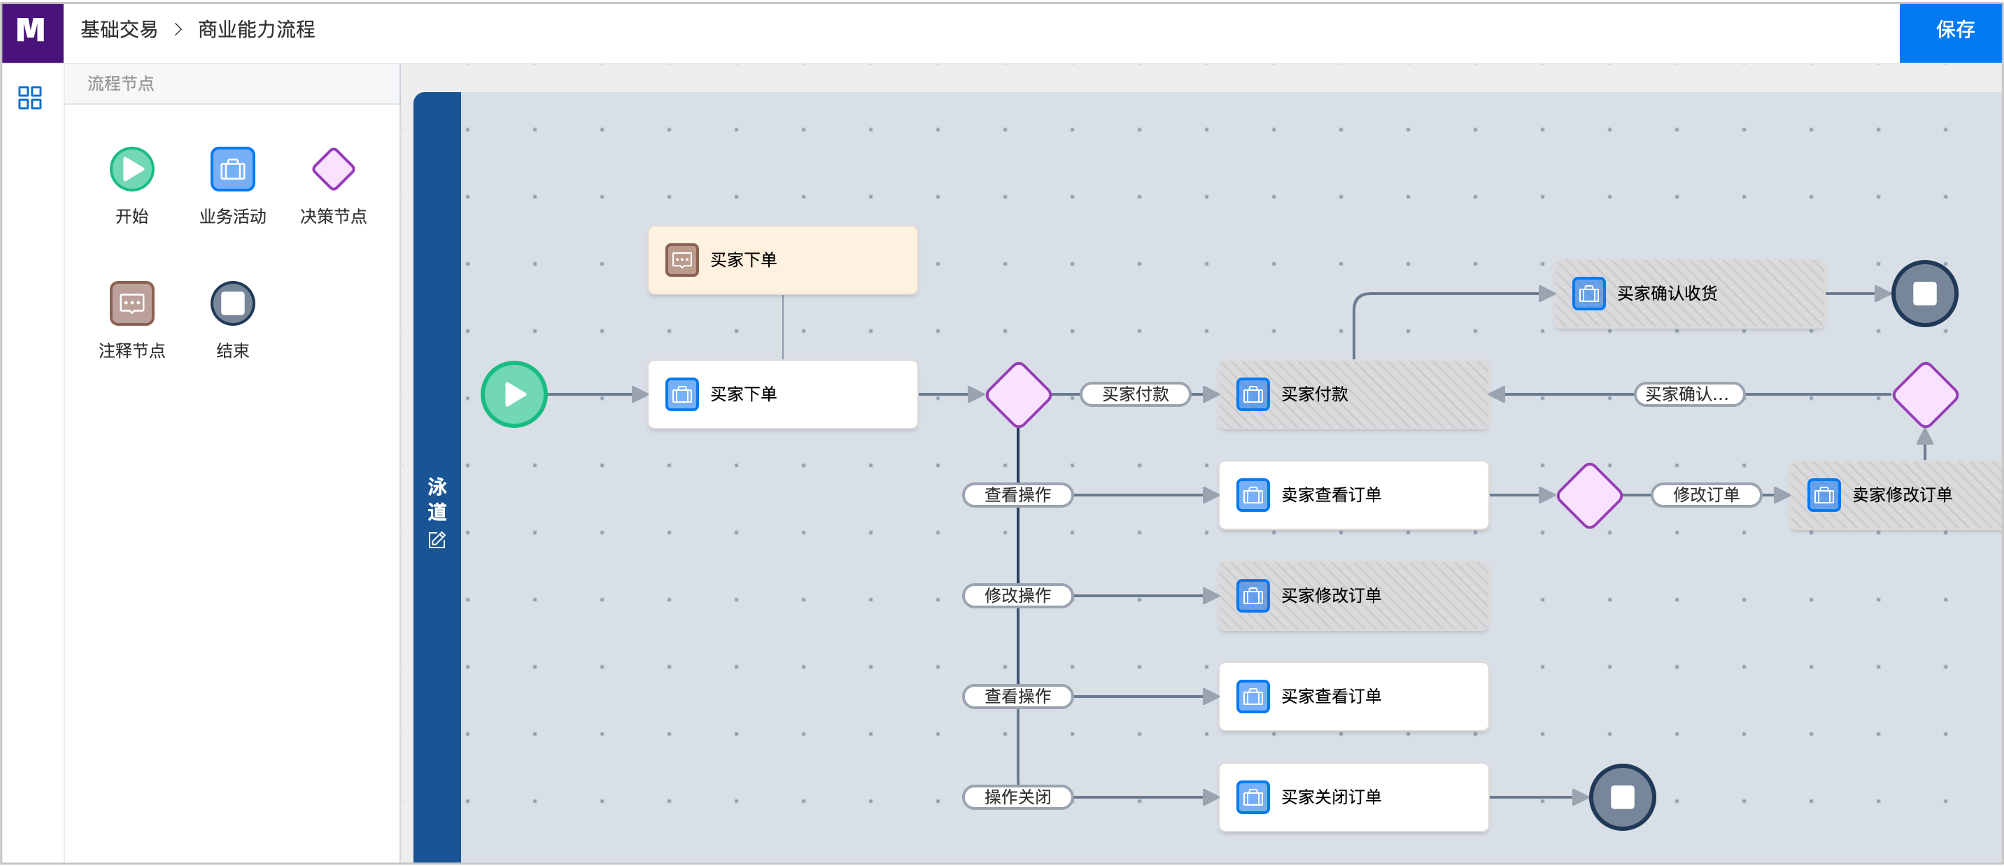 M
基础交易 > 商业能力流程
保存
流程节点
开始
业务活动
决策节点
注释节点
结束
泳道
买家下单
买家确认收货
买家下单
买家付款
买家付款
买家确认...
查看操作
卖家查看订单
修改订单
卖家修改订单
修改操作
买家修改订单
查看操作
买家查看订单
操作关闭
买家关闭订单